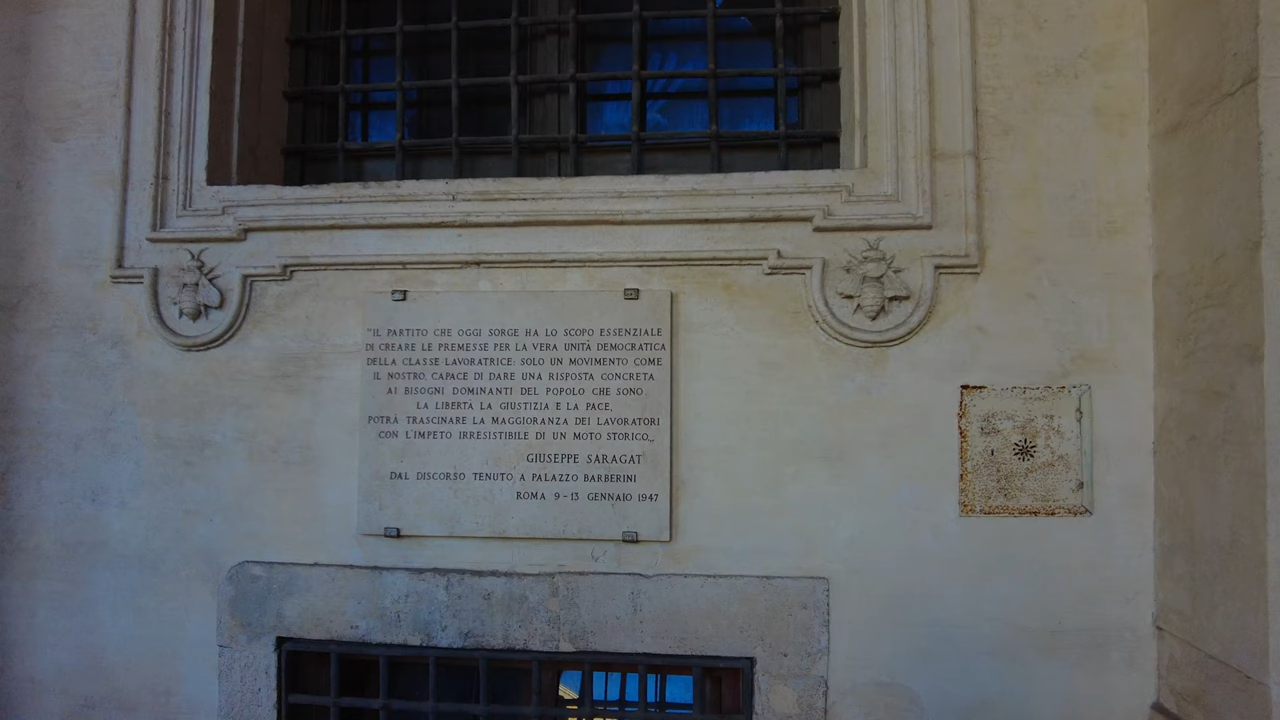 "IL PARTITO CHE OGGI SORGE HA LO SCOPO ESSENZIALE
DI CREARE LE PREMESSE PER LA VERA UNITÀ DEMOCRATICA
DELLA CLASSE LAVORATRICE: SOLO UN MOVIMENTO COME
IL NOSTRO, CAPACE DI DARE UNA RISPOSTA CONCRETA
AI BISOGNI DOMINANTI DEL POPOLO CHE SONO
LA LIBERTÀ LA GIUSTIZIA E LA PACE,
POTRÀ TRASCINARE LA MAGGIORANZA DEI LAVORATORI
CON L'IMPETO IRRESISTIBILE DI UN MOTO STORICO„
GIUSEPPE SARAGAT
DAL DISCORSO TENUTO A PALAZZO BARBERINI
ROMA 9-13 GENNAIO 1947